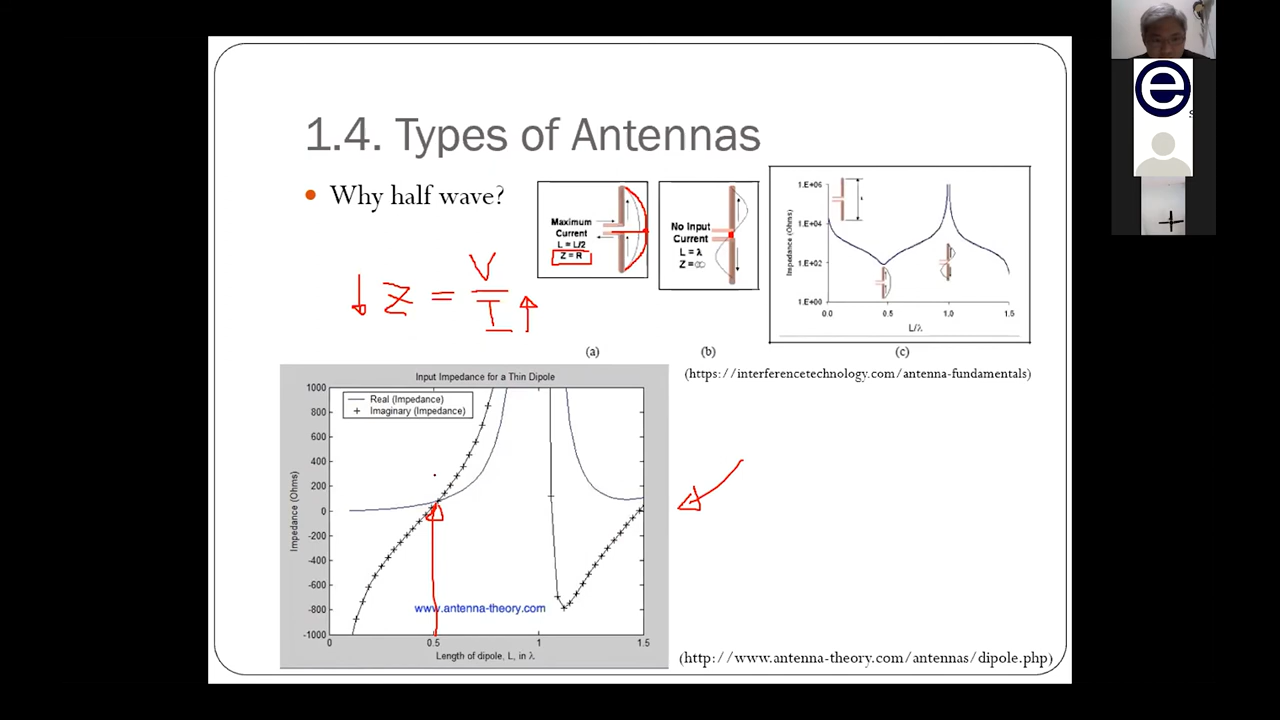 1.4. Types of Antennas
• Why half wave?
Maximum
Current
L = L/2
Z = R
No Input
Current
L = λ
Z = ∞
1.E+06
1.E+04
1.E+02
1.E+00
Impedance (Ohms)
0.0 0.5 1.0 1.5
L/λ
(a) (b) (c)
(https://interferencetechnology.com/antenna-fundamentals)
↓ Z = V/I ↑
Input Impedance for a Thin Dipole
Real (Impedance)
+ Imaginary (Impedance)
1000
800
600
400
200
0
-200
-400
-600
-800
-1000
Impedance (Ohms)
www.antenna-theory.com
0 0.5 1 1.5
Length of dipole, L, in λ
(http://www.antenna-theory.com/antennas/dipole.php)
e